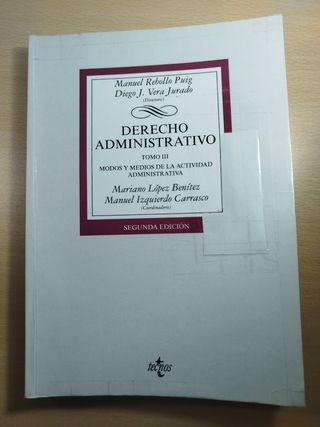 Manuel Rebollo Puig
Diego J. Vera Jurado
(Directores)
DERECHO
ADMINISTRATIVO
TOMO III
MODOS Y MEDIOS DE LA ACTIVIDAD
ADMINISTRATIVA
Mariano López Benítez
Manuel Izquierdo Carrasco
(Coordinadores)
SEGUNDA EDICIÓN
tecnos